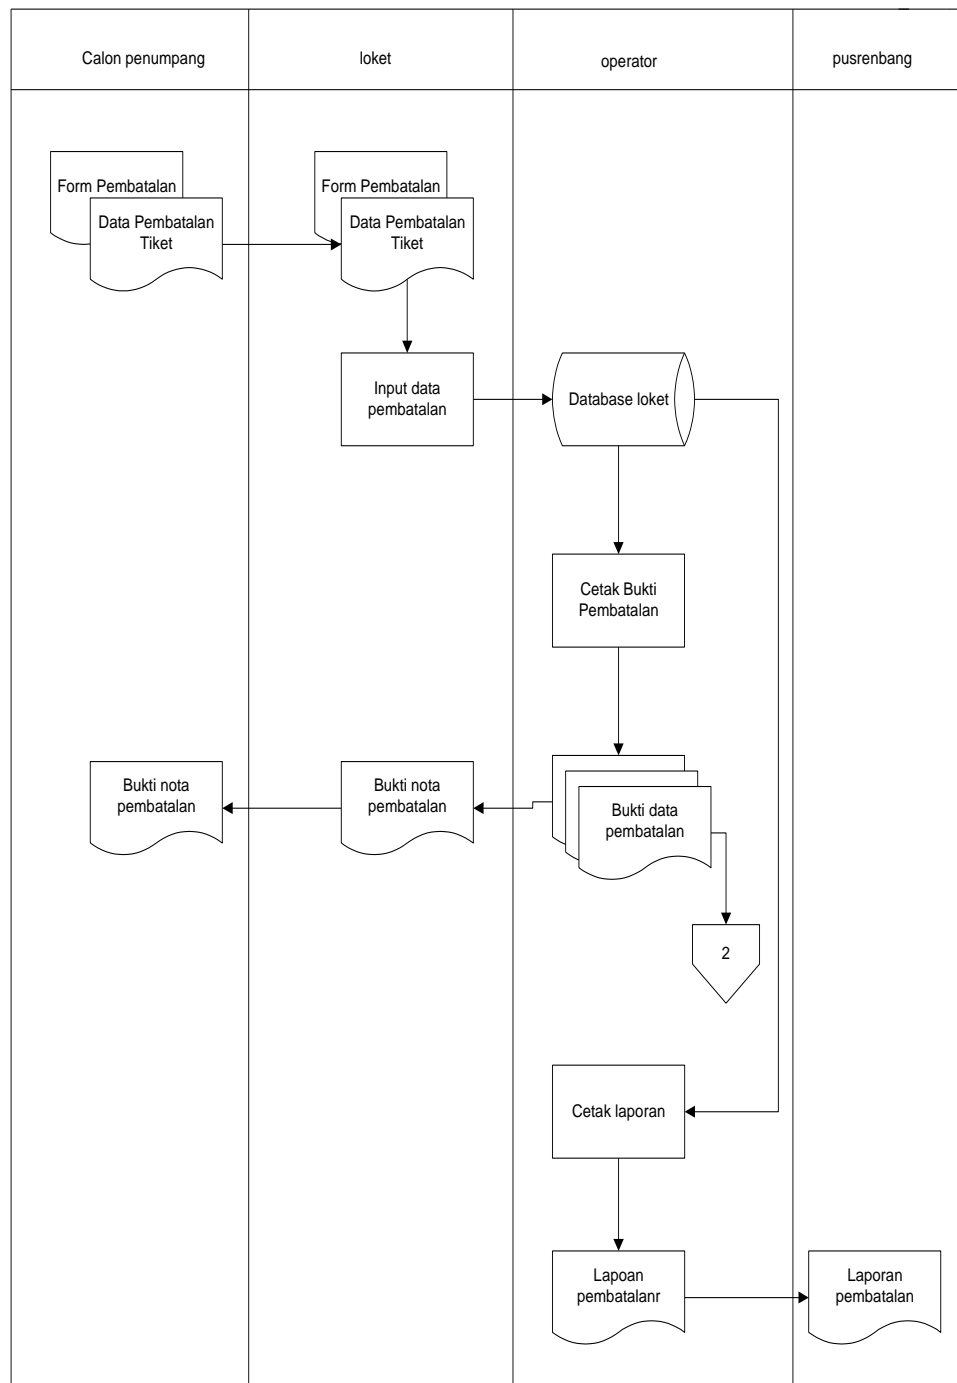 Calon penumpang
loket
operator
pusrenbang
Form Pembatalan
Data Pembatalan
Tiket
Form Pembatalan
Data Pembatalan
Tiket
Input data
pembatalan
Database loket
Cetak Bukti
Pembatalan
Bukti nota
pembatalan
Bukti nota
pembatalan
Bukti data
pembatalan
2
Cetak laporan
Lapoan
pembatalanr
Laporan
pembatalan